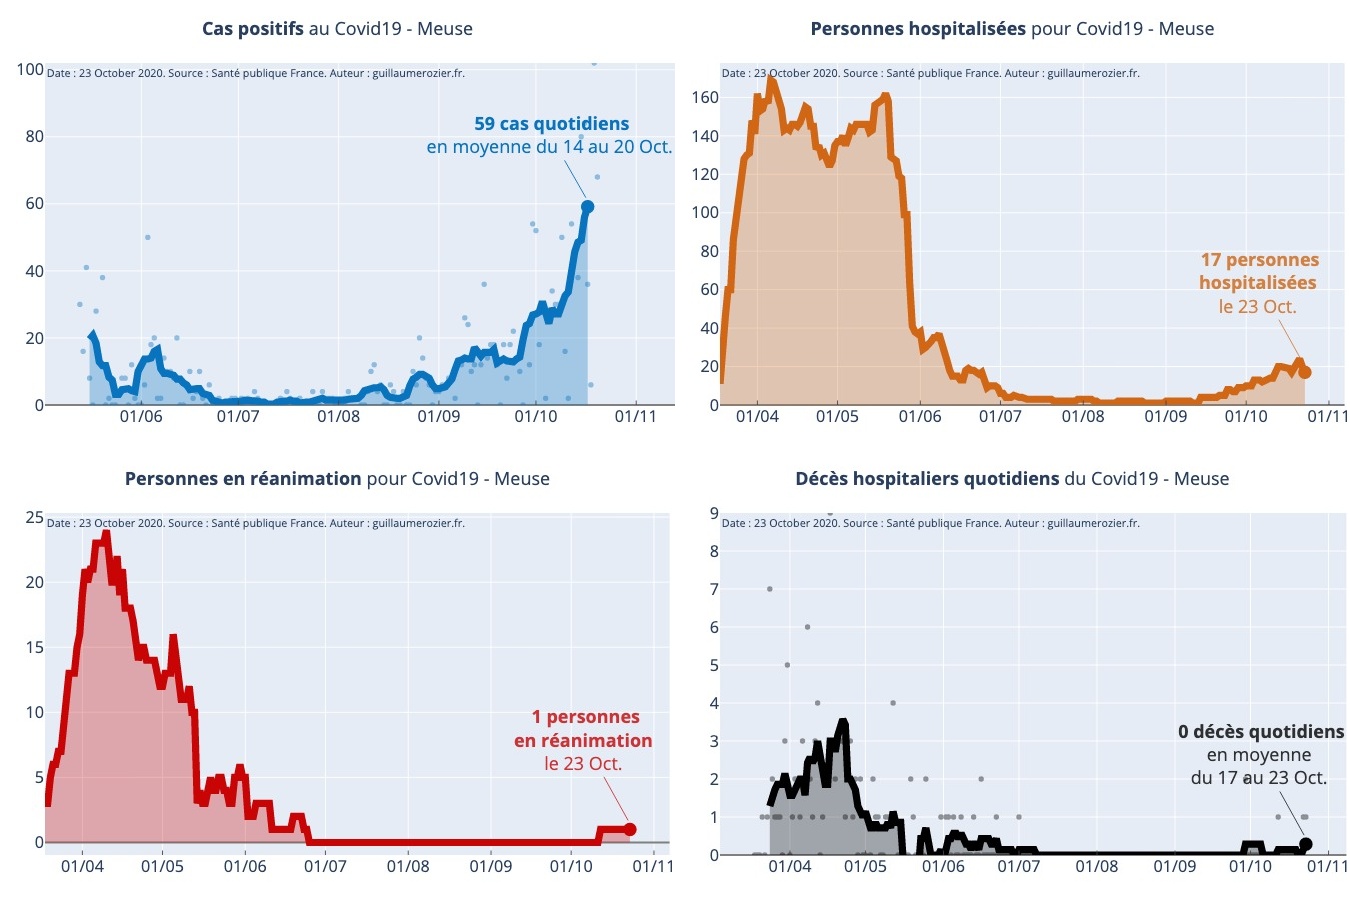 Cas positifs au Covid19 - Meuse
Date : 23 October 2020. Source : Santé publique France. Auteur : guillaumerozier.fr.
100
80
60
40
20
0
59 cas quotidiens
en moyenne du 14 au 20 Oct.
01/06 01/07 01/08 01/09 01/10 01/11
Personnes hospitalisées pour Covid19 - Meuse
Date : 23 October 2020. Source : Santé publique France. Auteur : guillaumerozier.fr.
160
140
120
100
80
60
40
20
0
17 personnes
hospitalisées
le 23 Oct.
01/04 01/05 01/06 01/07 01/08 01/09 01/10 01/11
Personnes en réanimation pour Covid19 - Meuse
Date : 23 October 2020. Source : Santé publique France. Auteur : guillaumerozier.fr.
25
20
15
10
5
0
1 personnes
en réanimation
le 23 Oct.
01/04 01/05 01/06 01/07 01/08 01/09 01/10 01/11
Décès hospitaliers quotidiens du Covid19 - Meuse
Date : 23 October 2020. Source : Santé publique France. Auteur : guillaumerozier.fr.
9
8
7
6
5
4
3
2
1
0
0 décès quotidiens
en moyenne
du 17 au 23 Oct.
01/04 01/05 01/06 01/07 01/08 01/09 01/10 01/11